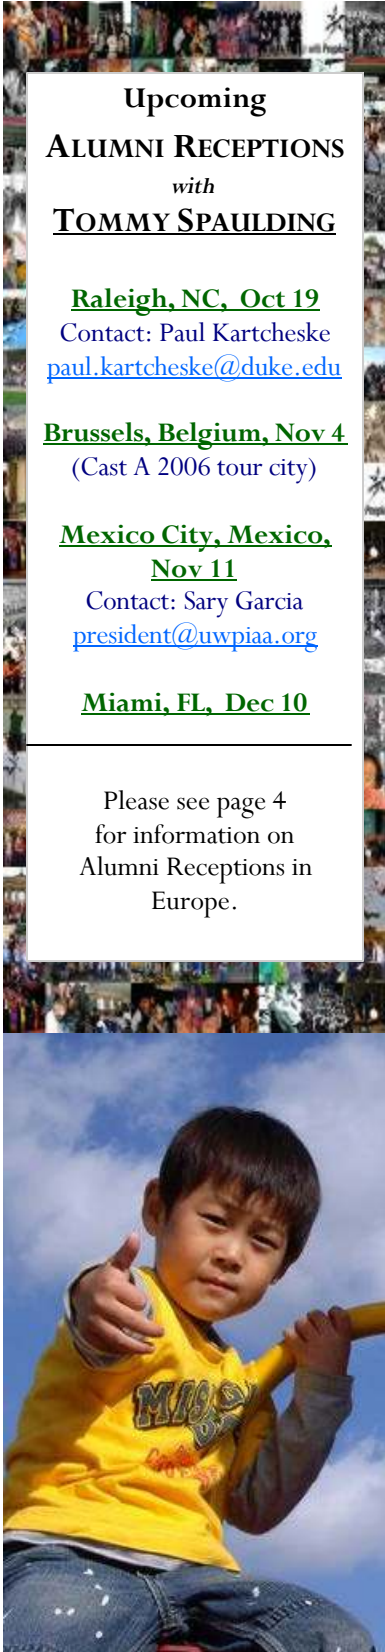 with People
Upcoming
ALUMNI RECEPTIONS
with
TOMMY SPAULDING
Raleigh, NC, Oct 19
Contact: Paul Kartcheske
paul.kartcheske@duke.edu
Brussels, Belgium, Nov 4
(Cast A 2006 tour city)
Mexico City, Mexico,
Nov 11
Contact: Sary Garcia
president@uwpiaa.org
Miami, FL, Dec 10
Please see page 4
for information on
Alumni Receptions in
Europe.